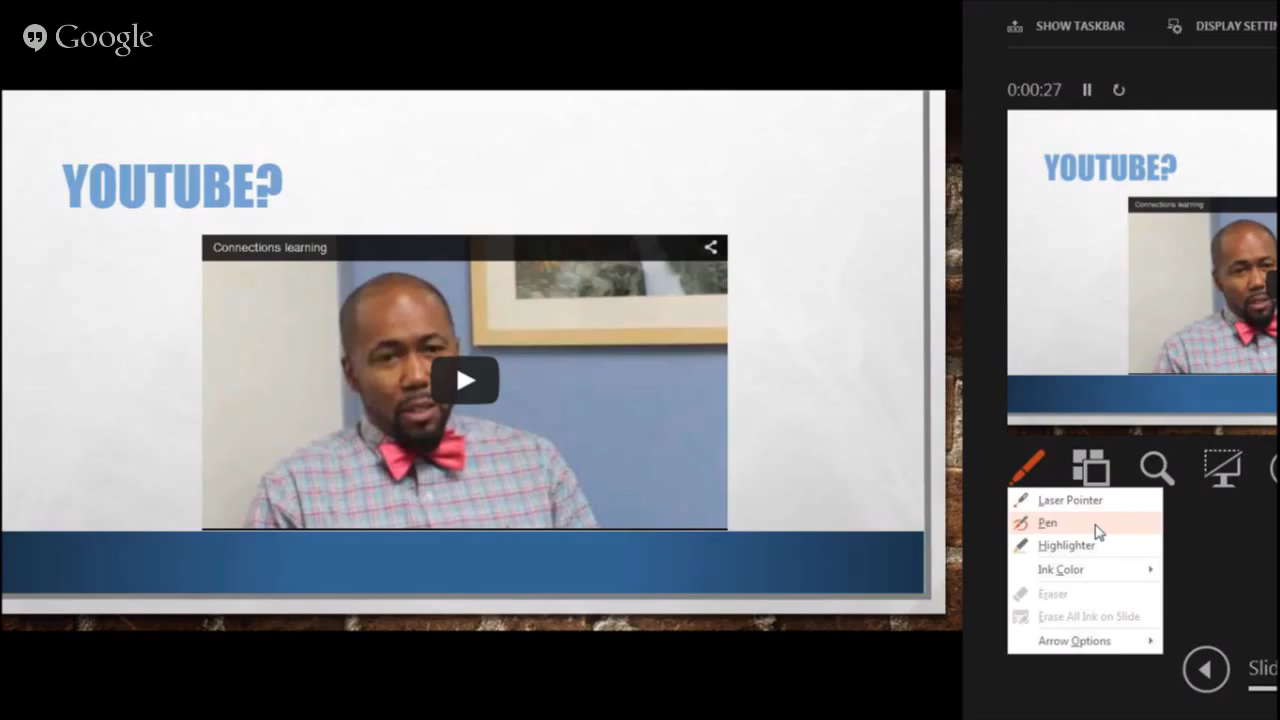 Google
SHOW TASKBAR
DISPLAY SETTIN
0:00:27
YOUTUBE?
Connections learning
YOUTUBE?
Connections learning
Laser Pointer
Pen
Highlighter
Ink Color
Eraser
Erase All Ink on Slide
Arrow Options
Slid